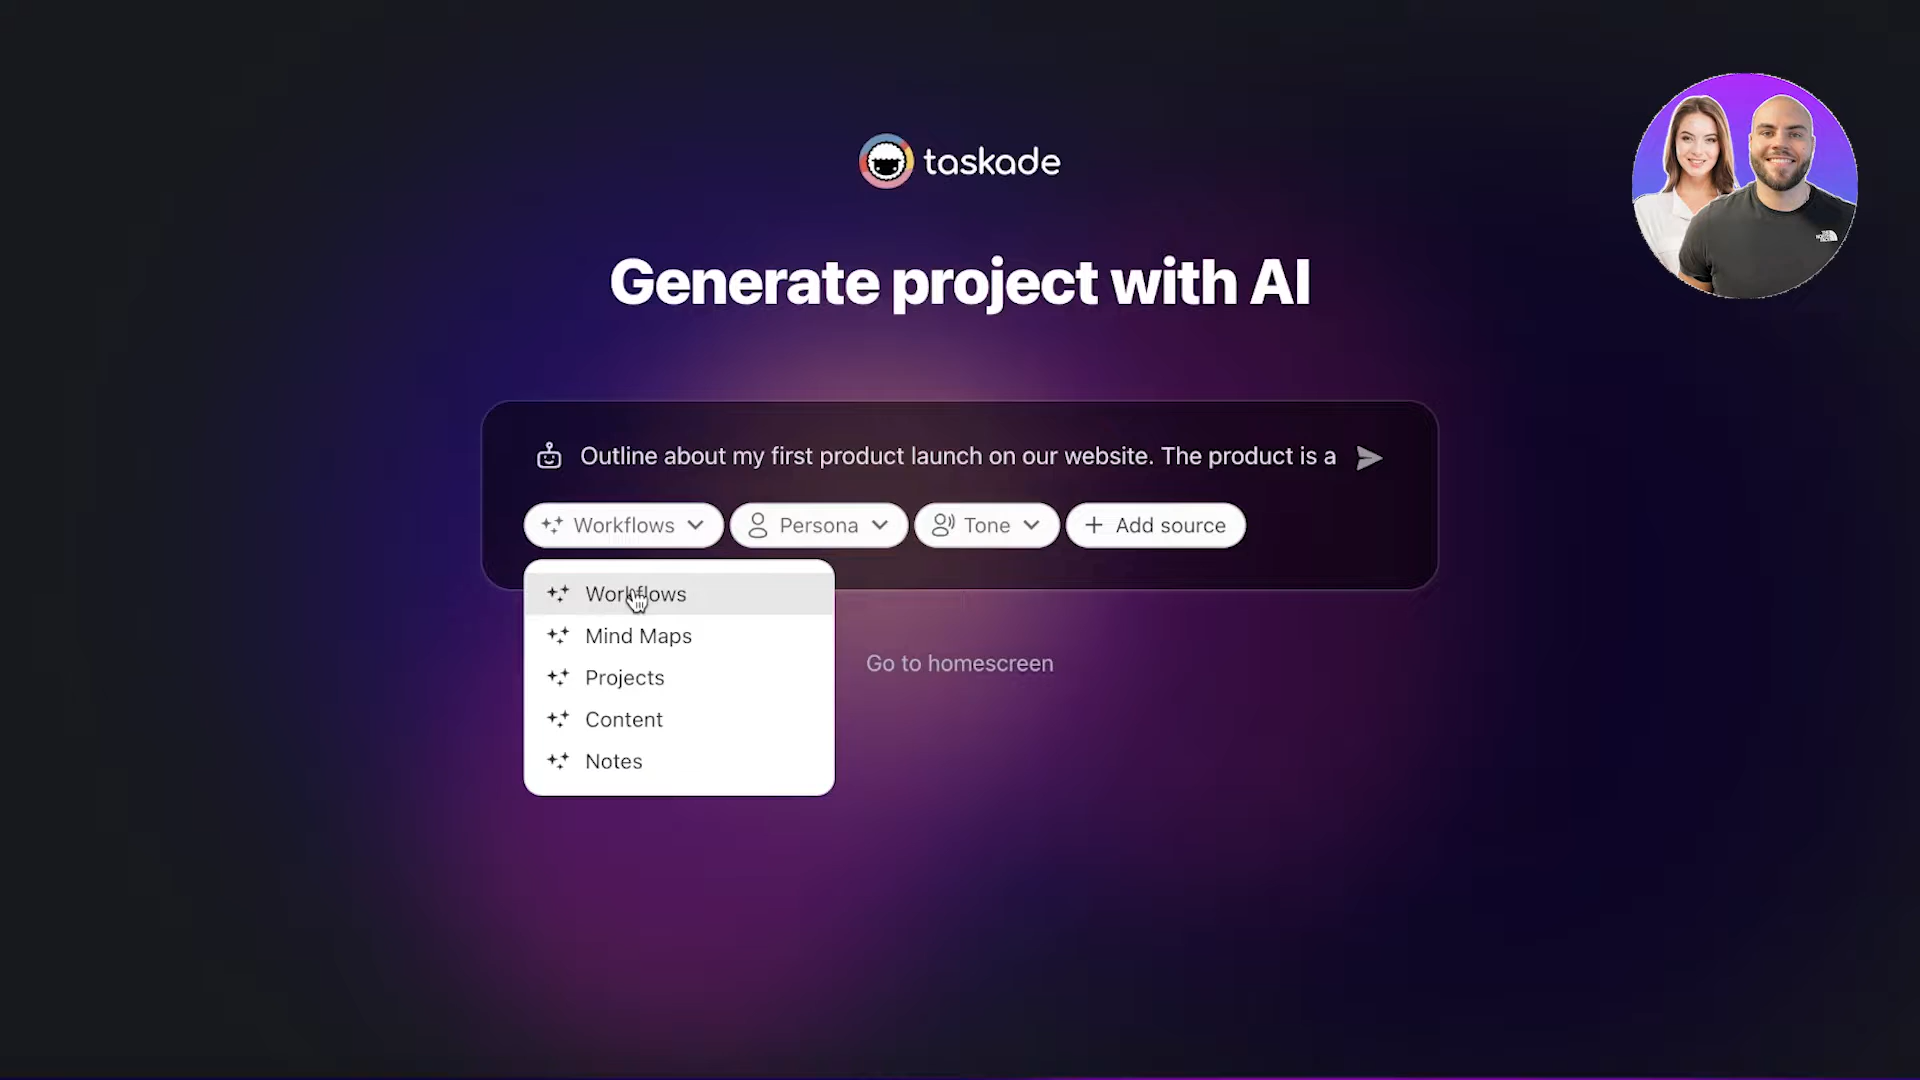 taskade
Generate project with AI
Outline about my first product launch on our website. The product is a
Workflows
Persona
Tone
+ Add source
Workflows
Mind Maps
Projects
Content
Notes
Go to homescreen